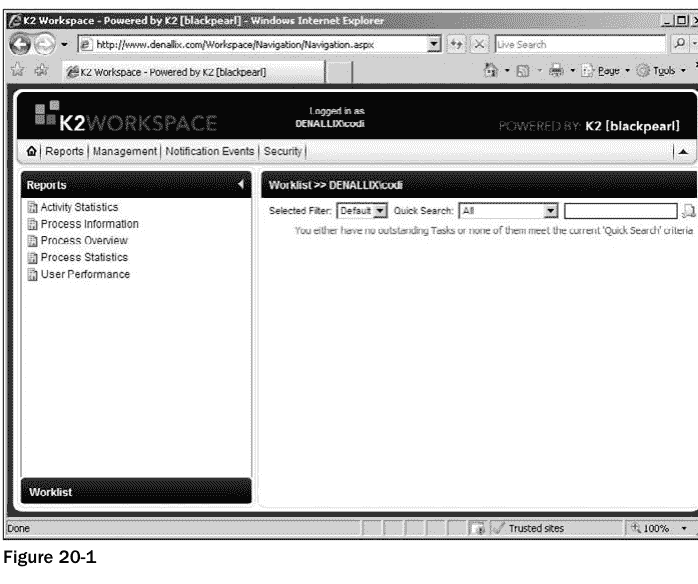 K2 Workspace - Powered by K2 [blackpearl] - Windows Internet Explorer
http://www.denallix.com/Workspace/Navigation/Navigation.aspx
Live Search
K2 Workspace - Powered by K2 [blackpearl]
Page
Tools
K2WORKSPACE
Logged in as
DENALLIX\codi
POWERED BY: K2 [blackpearl]
Reports | Management | Notification Events | Security |
Reports
Activity Statistics
Process Information
Process Overview
Process Statistics
User Performance
Worklist
Worklist >> DENALLIX\codi
Selected Filter: Default Quick Search: All
You either have no outstanding Tasks or none of them meet the current 'Quick Search' criteria
Done
Trusted sites
100%
Figure 20-1